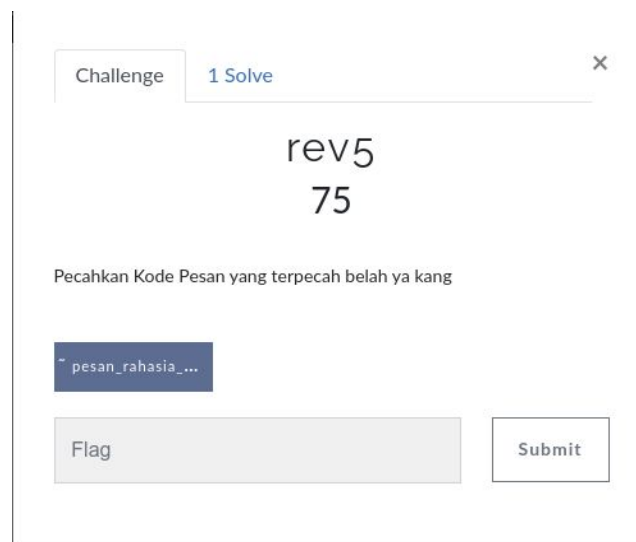 Challenge 1 Solve ×
rev5
75
Pecahkan Kode Pesan yang terpecah belah ya kang
pesan_rahasia_...
Flag Submit